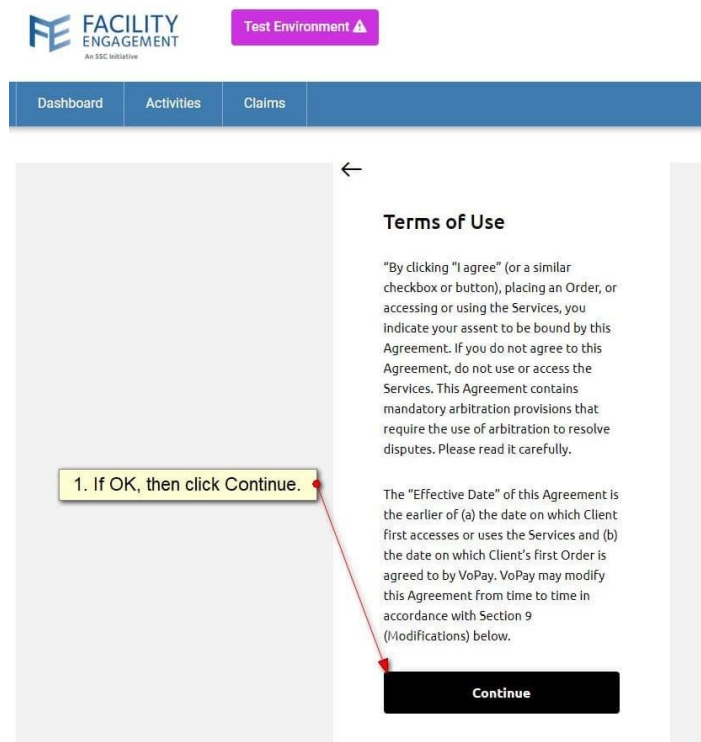 FACILITY
ENGAGEMENT
An SSC Initiative
Test Environment
Dashboard Activities Claims
Terms of Use
“By clicking “I agree” (or a similar
checkbox or button), placing an Order, or
accessing or using the Services, you
indicate your assent to be bound by this
Agreement. If you do not agree to this
Agreement, do not use or access the
Services. This Agreement contains
mandatory arbitration provisions that
require the use of arbitration to resolve
disputes. Please read it carefully.
1. If OK, then click Continue.
The “Effective Date” of this Agreement is
the earlier of (a) the date on which Client
first accesses or uses the Services and (b)
the date on which Client’s first Order is
agreed to by VoPay. VoPay may modify
this Agreement from time to time in
accordance with Section 9
(Modifications) below.
Continue